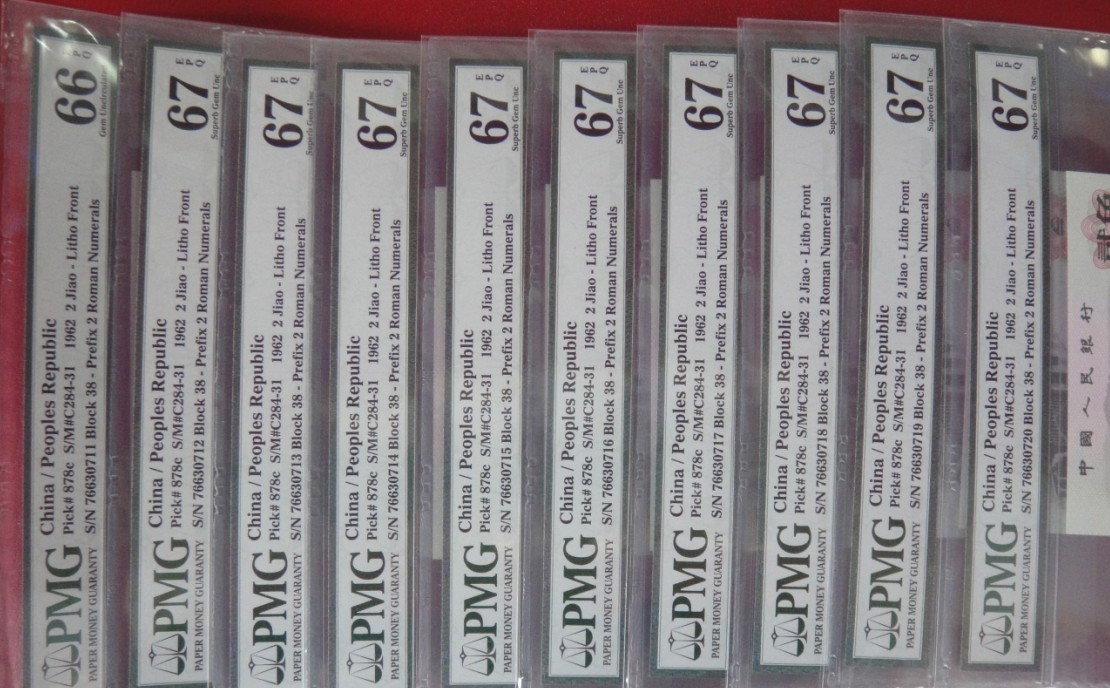 PMG
PAPER MONEY GUARANTY
China / Peoples Republic
Pick# 878c S/M#C284-31 1962 2 Jiao - Litho Front
S/N 76630711 Block 38 - Prefix 2 Roman Numerals
66 EPQ
Gem Uncirculated
PMG
PAPER MONEY GUARANTY
China / Peoples Republic
Pick# 878c S/M#C284-31 1962 2 Jiao - Litho Front
S/N 76630712 Block 38 - Prefix 2 Roman Numerals
67 EPQ
Superb Gem Unc
PMG
PAPER MONEY GUARANTY
China / Peoples Republic
Pick# 878c S/M#C284-31 1962 2 Jiao - Litho Front
S/N 76630713 Block 38 - Prefix 2 Roman Numerals
67 EPQ
Superb Gem Unc
PMG
PAPER MONEY GUARANTY
China / Peoples Republic
Pick# 878c S/M#C284-31 1962 2 Jiao - Litho Front
S/N 76630714 Block 38 - Prefix 2 Roman Numerals
67 EPQ
Superb Gem Unc
PMG
PAPER MONEY GUARANTY
China / Peoples Republic
Pick# 878c S/M#C284-31 1962 2 Jiao - Litho Front
S/N 76630715 Block 38 - Prefix 2 Roman Numerals
67 EPQ
Superb Gem Unc
PMG
PAPER MONEY GUARANTY
China / Peoples Republic
Pick# 878c S/M#C284-31 1962 2 Jiao - Litho Front
S/N 76630716 Block 38 - Prefix 2 Roman Numerals
67 EPQ
Superb Gem Unc
PMG
PAPER MONEY GUARANTY
China / Peoples Republic
Pick# 878c S/M#C284-31 1962 2 Jiao - Litho Front
S/N 76630717 Block 38 - Prefix 2 Roman Numerals
67 EPQ
Superb Gem Unc
PMG
PAPER MONEY GUARANTY
China / Peoples Republic
Pick# 878c S/M#C284-31 1962 2 Jiao - Litho Front
S/N 76630718 Block 38 - Prefix 2 Roman Numerals
67 EPQ
Superb Gem Unc
PMG
PAPER MONEY GUARANTY
China / Peoples Republic
Pick# 878c S/M#C284-31 1962 2 Jiao - Litho Front
S/N 76630719 Block 38 - Prefix 2 Roman Numerals
67 EPQ
Superb Gem Unc
PMG
PAPER MONEY GUARANTY
China / Peoples Republic
Pick# 878c S/M#C284-31 1962 2 Jiao - Litho Front
S/N 76630720 Block 38 - Prefix 2 Roman Numerals
67 EPQ
Superb Gem Unc
中國人民銀行